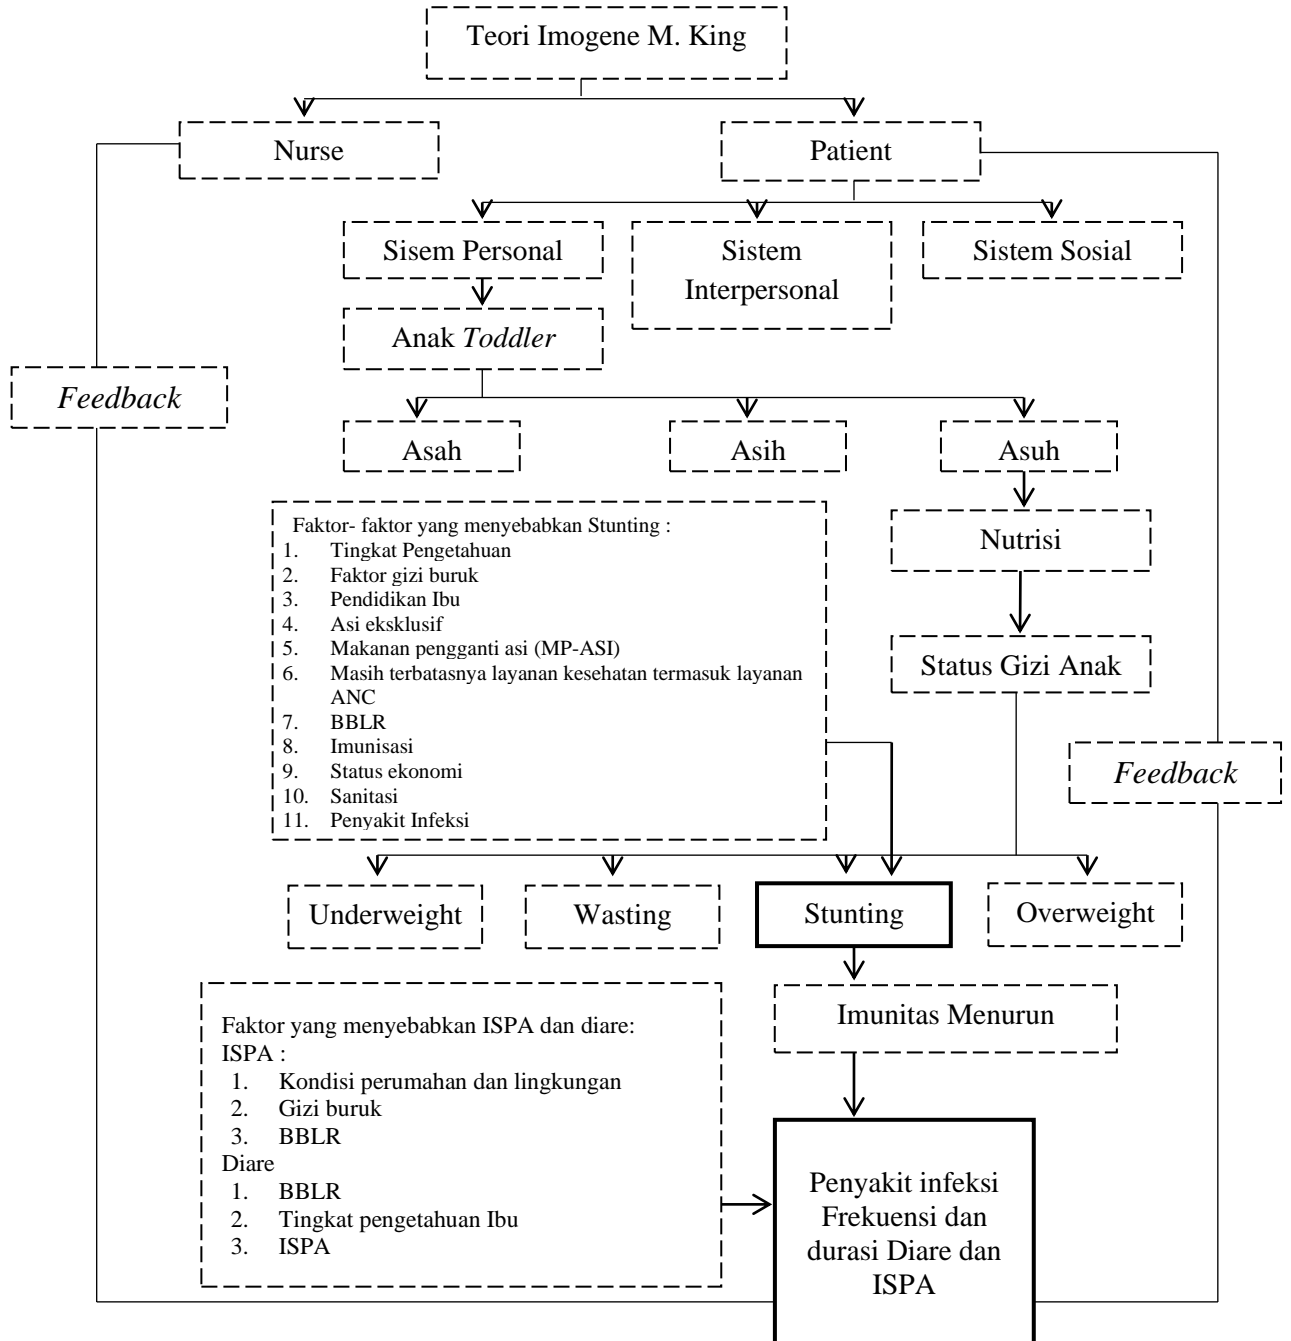 Teori Imogene M. King
Nurse
Patient
Sisem Personal
Sistem
Interpersonal
Sistem Sosial
Anak Toddler
Feedback
Asah
Asih
Asuh
Faktor- faktor yang menyebabkan Stunting :
1. Tingkat Pengetahuan
2. Faktor gizi buruk
3. Pendidikan Ibu
4. Asi eksklusif
5. Makanan pengganti asi (MP-ASI)
6. Masih terbatasnya layanan kesehatan termasuk layanan
ANC
7. BBLR
8. Imunisasi
9. Status ekonomi
10. Sanitasi
11. Penyakit Infeksi
Nutrisi
Status Gizi Anak
Feedback
Underweight
Wasting
Stunting
Overweight
Imunitas Menurun
Faktor yang menyebabkan ISPA dan diare:
ISPA :
1. Kondisi perumahan dan lingkungan
2. Gizi buruk
3. BBLR
Diare
1. BBLR
2. Tingkat pengetahuan Ibu
3. ISPA
Penyakit infeksi
Frekuensi dan
durasi Diare dan
ISPA